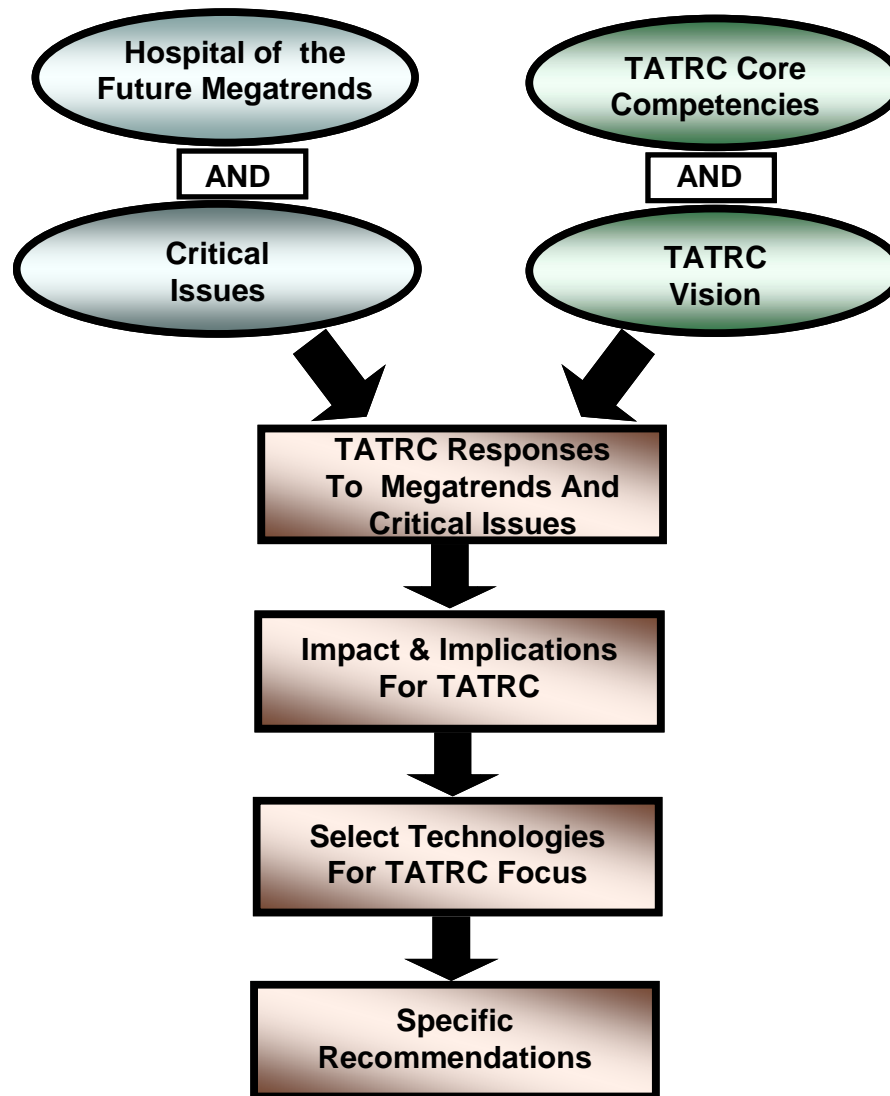 Hospital of the
Future Megatrends
AND
Critical
Issues
TATRC Core
Competencies
AND
TATRC
Vision
TATRC Responses
To Megatrends And
Critical Issues
Impact & Implications
For TATRC
Select Technologies
For TATRC Focus
Specific
Recommendations